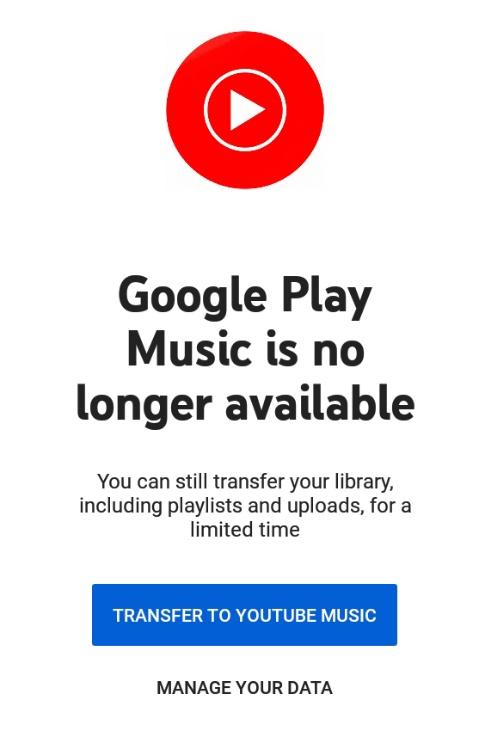 Google Play
Music is no
longer available
You can still transfer your library,
including playlists and uploads, for a
limited time
TRANSFER TO YOUTUBE MUSIC
MANAGE YOUR DATA